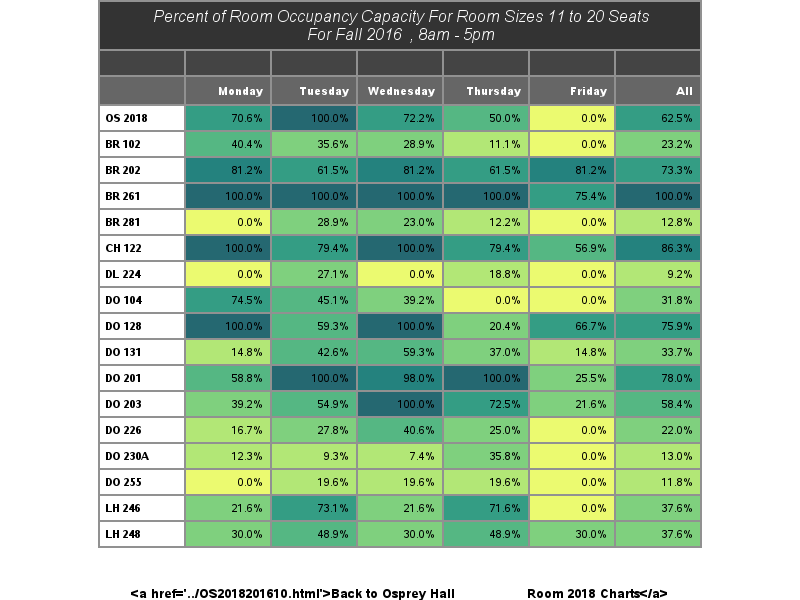 Percent of Room Occupancy Capacity For Room Sizes 11 to 20 Seats
For Fall 2016 , 8am - 5pm
Monday Tuesday Wednesday Thursday Friday All
OS 2018 70.6% 100.0% 72.2% 50.0% 0.0% 62.5%
BR 102 40.4% 35.6% 28.9% 11.1% 0.0% 23.2%
BR 202 81.2% 61.5% 81.2% 61.5% 81.2% 73.3%
BR 261 100.0% 100.0% 100.0% 100.0% 75.4% 100.0%
BR 281 0.0% 28.9% 23.0% 12.2% 0.0% 12.8%
CH 122 100.0% 79.4% 100.0% 79.4% 56.9% 86.3%
DL 224 0.0% 27.1% 0.0% 18.8% 0.0% 9.2%
DO 104 74.5% 45.1% 39.2% 0.0% 0.0% 31.8%
DO 128 100.0% 59.3% 100.0% 20.4% 66.7% 75.9%
DO 131 14.8% 42.6% 59.3% 37.0% 14.8% 33.7%
DO 201 58.8% 100.0% 98.0% 100.0% 25.5% 78.0%
DO 203 39.2% 54.9% 100.0% 72.5% 21.6% 58.4%
DO 226 16.7% 27.8% 40.6% 25.0% 0.0% 22.0%
DO 230A 12.3% 9.3% 7.4% 35.8% 0.0% 13.0%
DO 255 0.0% 19.6% 19.6% 19.6% 0.0% 11.8%
LH 246 21.6% 73.1% 21.6% 71.6% 0.0% 37.6%
LH 248 30.0% 48.9% 30.0% 48.9% 30.0% 37.6%
<a href='../OS2018201610.html'>Back to Osprey Hall Room 2018 Charts</a>